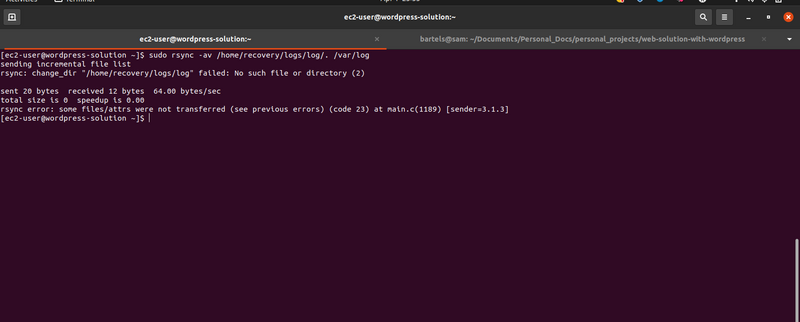 ec2-user@wordpress-solution:~
ec2-user@wordpress-solution:~
bartels@sam: ~/Documents/Personal_Docs/personal_projects/web-solution-with-wordpress
[ec2-user@wordpress-solution ~]$ sudo rsync -av /home/recovery/logs/log/. /var/log
sending incremental file list
rsync: change_dir "/home/recovery/logs/log" failed: No such file or directory (2)
sent 20 bytes  received 12 bytes  64.00 bytes/sec
total size is 0  speedup is 0.00
rsync error: some files/attrs were not transferred (see previous errors) (code 23) at main.c(1189) [sender=3.1.3]
[ec2-user@wordpress-solution ~]$